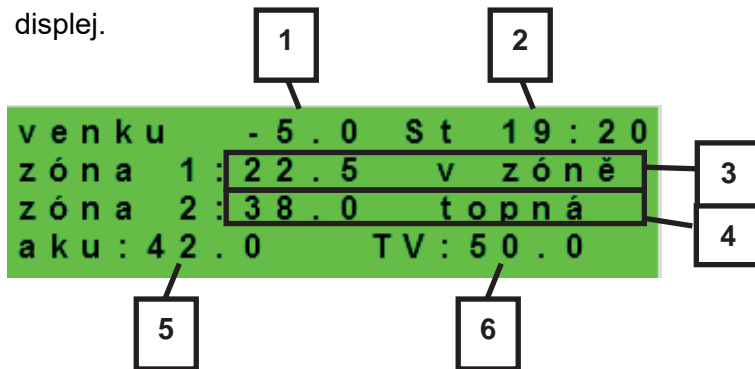 displej.
1 2
venku -5.0 St 19:20
zóna 1:22.5 v zóně
3
zóna 2:38.0 topná
4
aku:42.0 TV:50.0
5 6